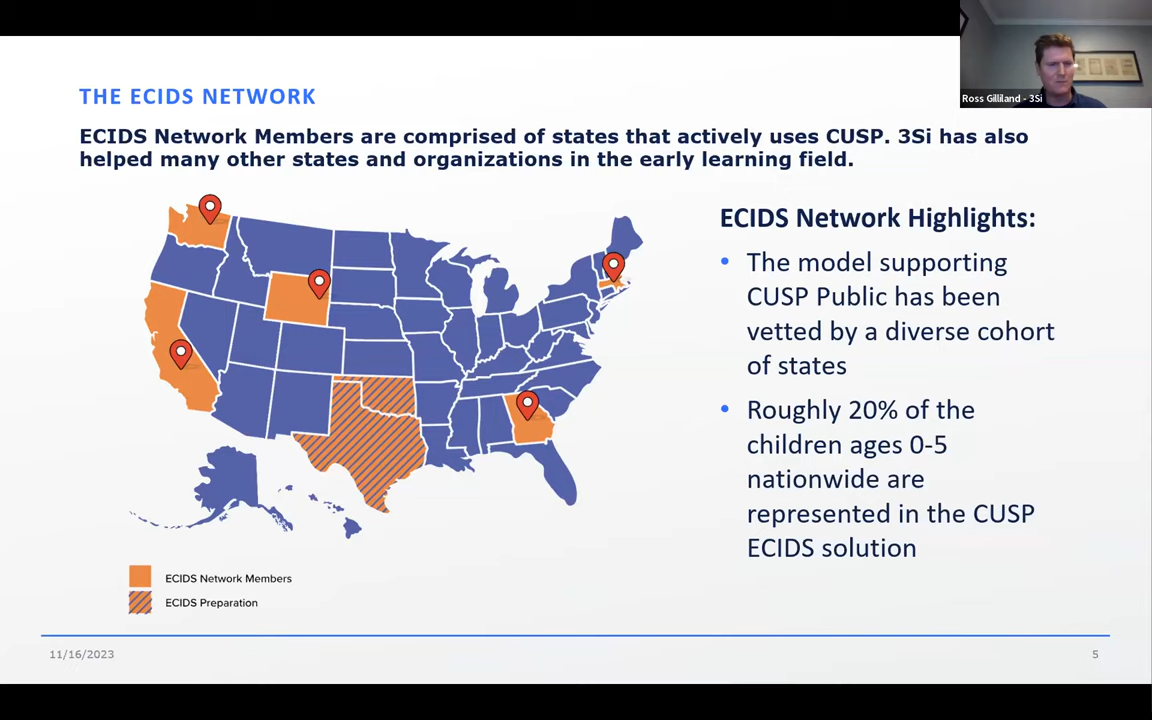 Ross Gilliland - 3Si
THE ECIDS NETWORK
ECIDS Network Members are comprised of states that actively uses CUSP. 3Si has also
helped many other states and organizations in the early learning field.
ECIDS Network Highlights:
• The model supporting
CUSP Public has been
vetted by a diverse cohort
of states
• Roughly 20% of the
children ages 0-5
nationwide are
represented in the CUSP
ECIDS solution
ECIDS Network Members
ECIDS Preparation
11/16/2023
5